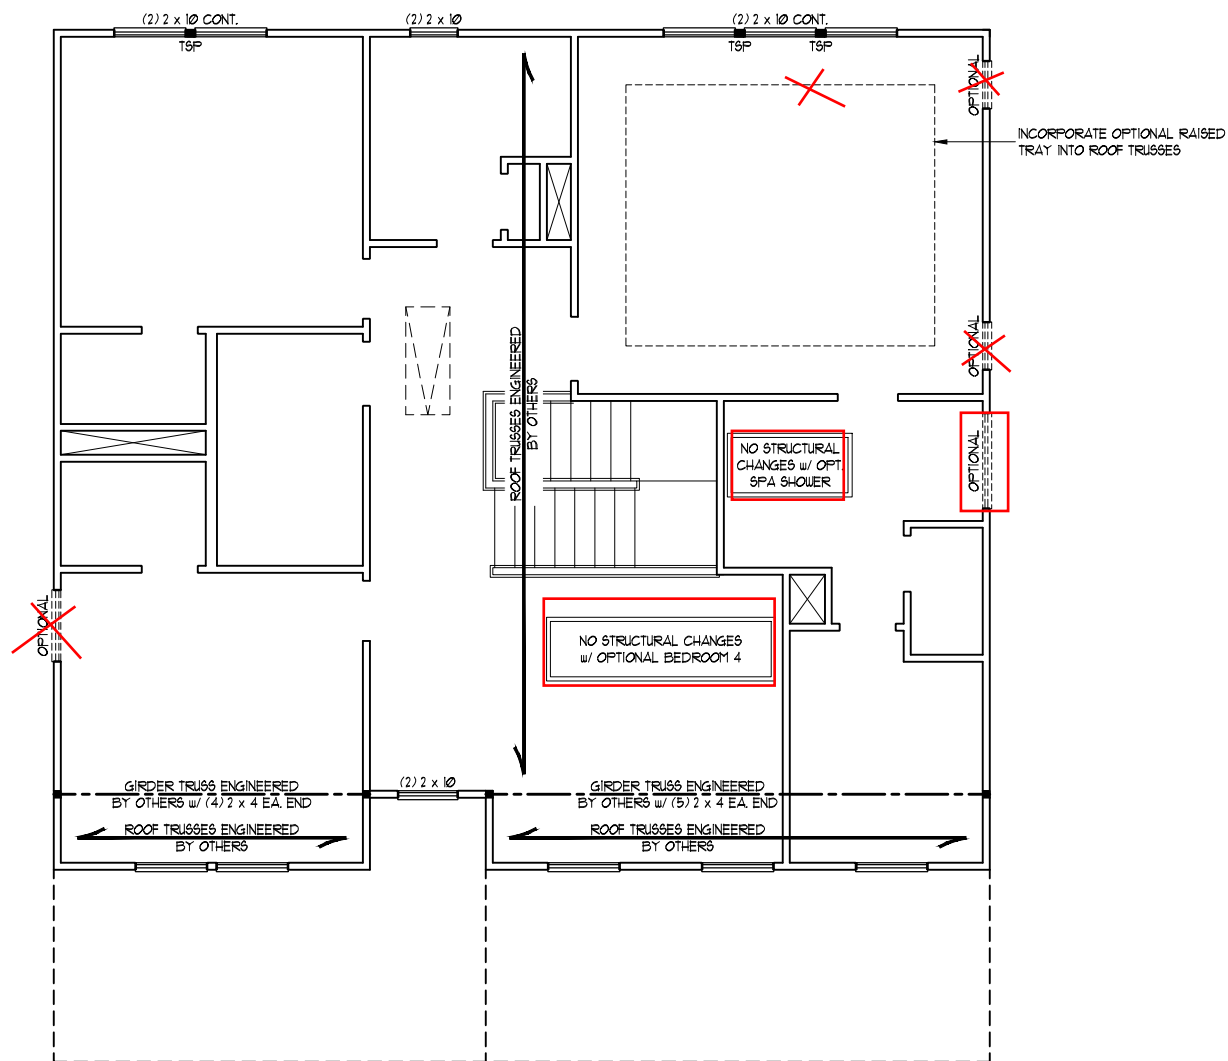 (2) 2 x 10 CONT.
TSP
(2) 2 x 10
(2) 2 x 10 CONT.
TSP
TSP
OPTIONAL
INCORPORATE OPTIONAL RAISED
TRAY INTO ROOF TRUSSES
OPTIONAL
ROOF TRUSSES ENGINEERED
BY OTHERS
NO STRUCTURAL
CHANGES w/ OPT.
SPA SHOWER
OPTIONAL
OPTIONAL
NO STRUCTURAL CHANGES
w/ OPTIONAL BEDROOM 4
GIRDER TRUSS ENGINEERED
BY OTHERS w/ (4) 2 x 4 EA. END
(2) 2 x 10
GIRDER TRUSS ENGINEERED
BY OTHERS w/ (5) 2 x 4 EA. END
ROOF TRUSSES ENGINEERED
BY OTHERS
ROOF TRUSSES ENGINEERED
BY OTHERS